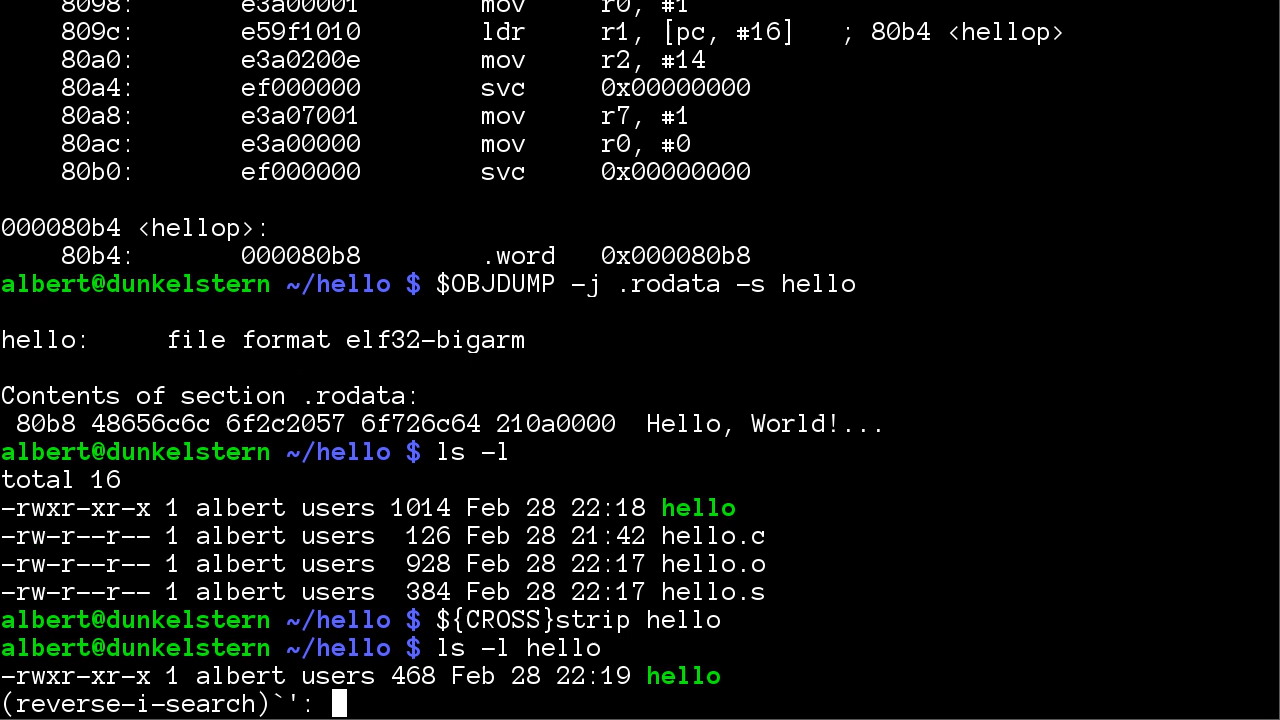 8098: e3a00001 mov r0, #1
809c: e59f1010 ldr r1, [pc, #16] ; 80b4 <hellop>
80a0: e3a0200e mov r2, #14
80a4: ef000000 svc 0x00000000
80a8: e3a07001 mov r7, #1
80ac: e3a00000 mov r0, #0
80b0: ef000000 svc 0x00000000
000080b4 <hellop>:
80b4: 000080b8 .word 0x000080b8
albert@dunkelstern ~/hello $ $OBJDUMP -j .rodata -s hello
hello: file format elf32-bigarm
Contents of section .rodata:
80b8 48656c6c 6f2c2057 6f726c64 210a0000 Hello, World!...
albert@dunkelstern ~/hello $ ls -l
total 16
-rwxr-xr-x 1 albert users 1014 Feb 28 22:18 hello
-rw-r--r-- 1 albert users 126 Feb 28 21:42 hello.c
-rw-r--r-- 1 albert users 928 Feb 28 22:17 hello.o
-rw-r--r-- 1 albert users 384 Feb 28 22:17 hello.s
albert@dunkelstern ~/hello $ ${CROSS}strip hello
albert@dunkelstern ~/hello $ ls -l hello
-rwxr-xr-x 1 albert users 468 Feb 28 22:19 hello
(reverse-i-search)`':